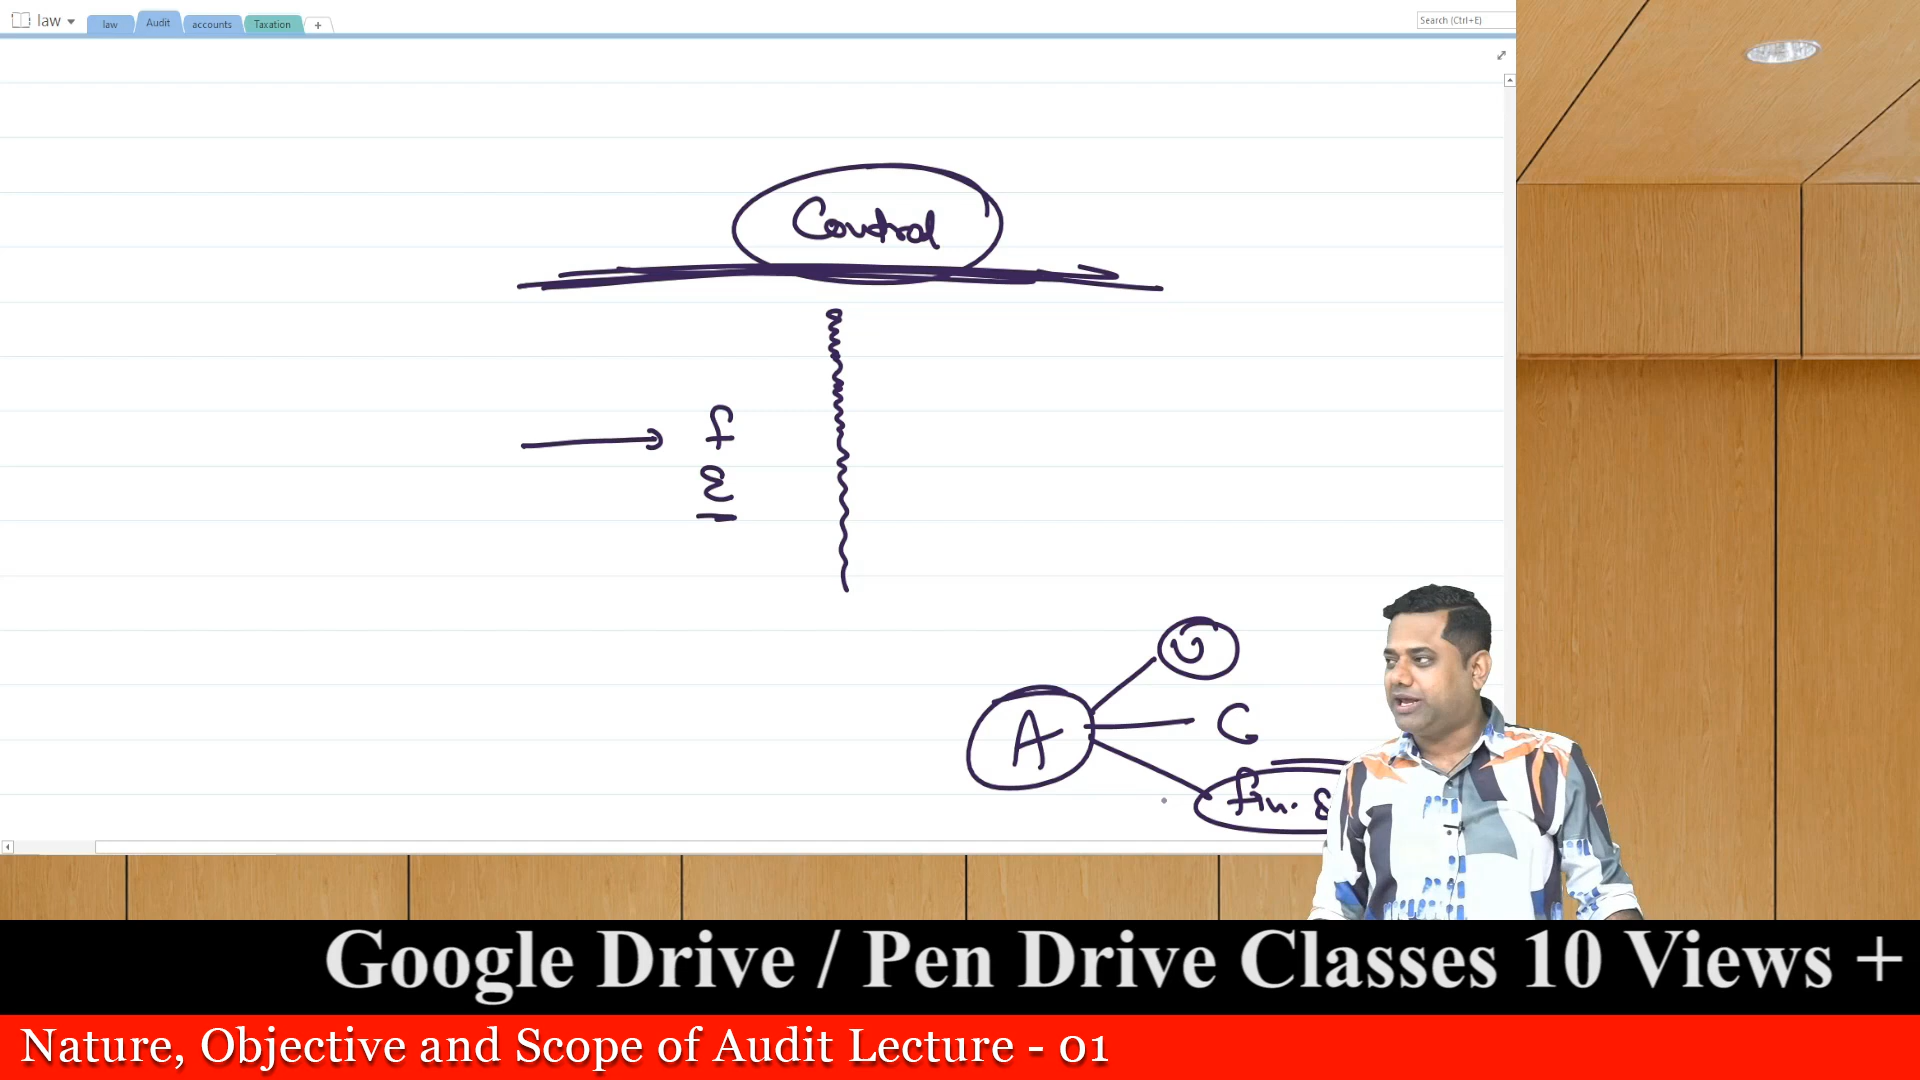 law
law Audit accounts Taxation +
Search (Ctrl+E)
Control
f
ε
A
C
fin. S
Google Drive / Pen Drive Classes 10 Views +
Nature, Objective and Scope of Audit Lecture - 01